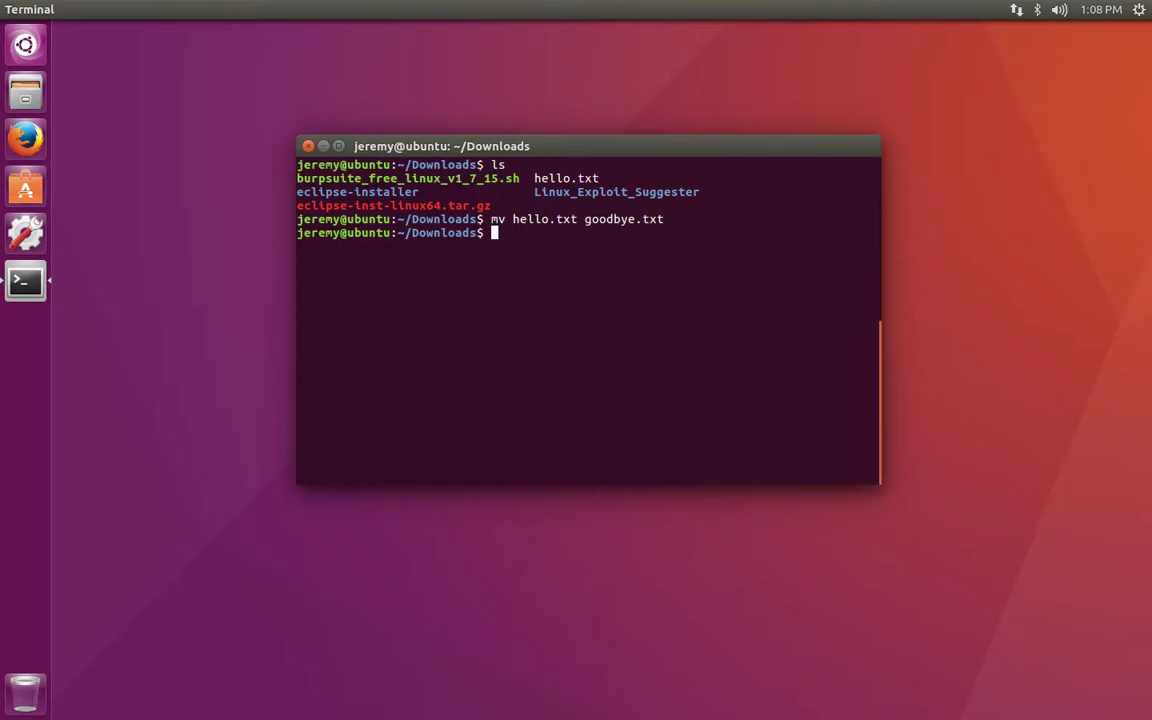 Terminal
1:08 PM
jeremy@ubuntu: ~/Downloads
jeremy@ubuntu:~/Downloads$ ls
burpsuite_free_linux_v1_7_15.sh hello.txt
eclipse-installer Linux_Exploit_Suggester
eclipse-inst-linux64.tar.gz
jeremy@ubuntu:~/Downloads$ mv hello.txt goodbye.txt
jeremy@ubuntu:~/Downloads$